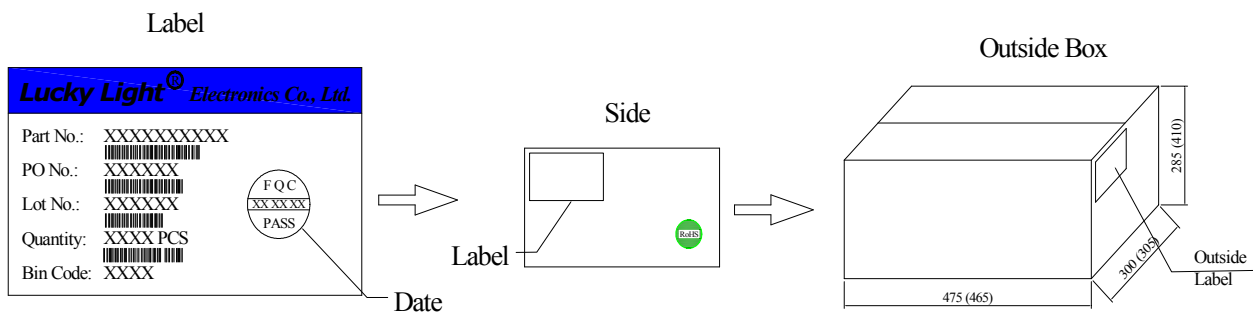 Label
Lucky Light® Electronics Co., Ltd.
Part No.: XXXXXXXXXX
PO No.: XXXXXX
Lot No.: XXXXXX
Quantity: XXXX PCS
Bin Code: XXXX
FQC
XX XX XX
PASS
Date
Side
Label
RoHS
Outside Box
285 (410)
300 (305)
475 (465)
Outside
Label